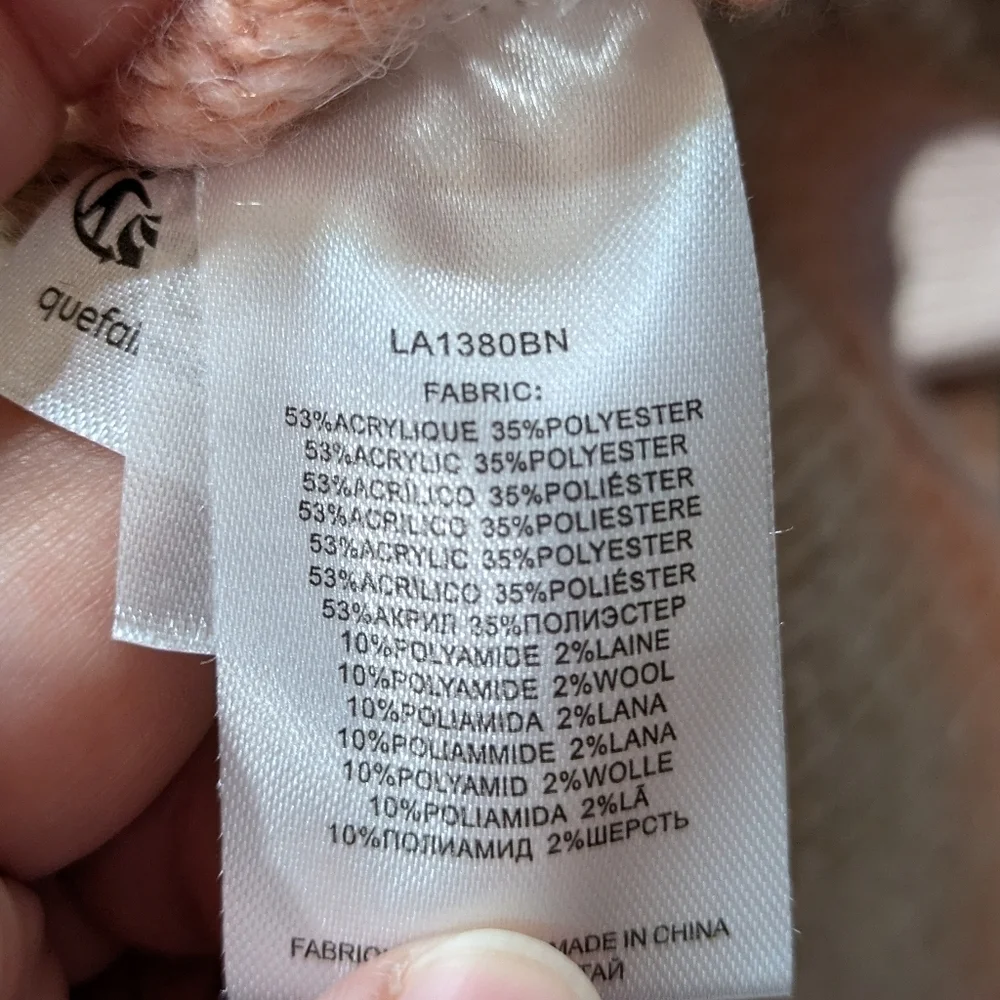 LA1380BN
FABRIC:
53%ACRYLIQUE 35%POLYESTER
53%ACRYLIC 35%POLYESTER
53%ACRÍLICO 35%POLIÉSTER
53%ACRILICO 35%POLIESTERE
53%ACRYLIC 35%POLYESTER
53%ACRÍLICO 35%POLIÉSTER
53%АКРИЛ 35%ПОЛИЭСТЕР
10%POLYAMIDE 2%LAINE
10%POLYAMIDE 2%WOOL
10%POLIAMIDA 2%LANA
10%POLIAMMIDE 2%LANA
10%POLYAMID 2%WOLLE
10%POLIAMIDA 2%LÃ
10%ПОЛИАМИД 2%ШЕРСТЬ
MADE IN CHINA